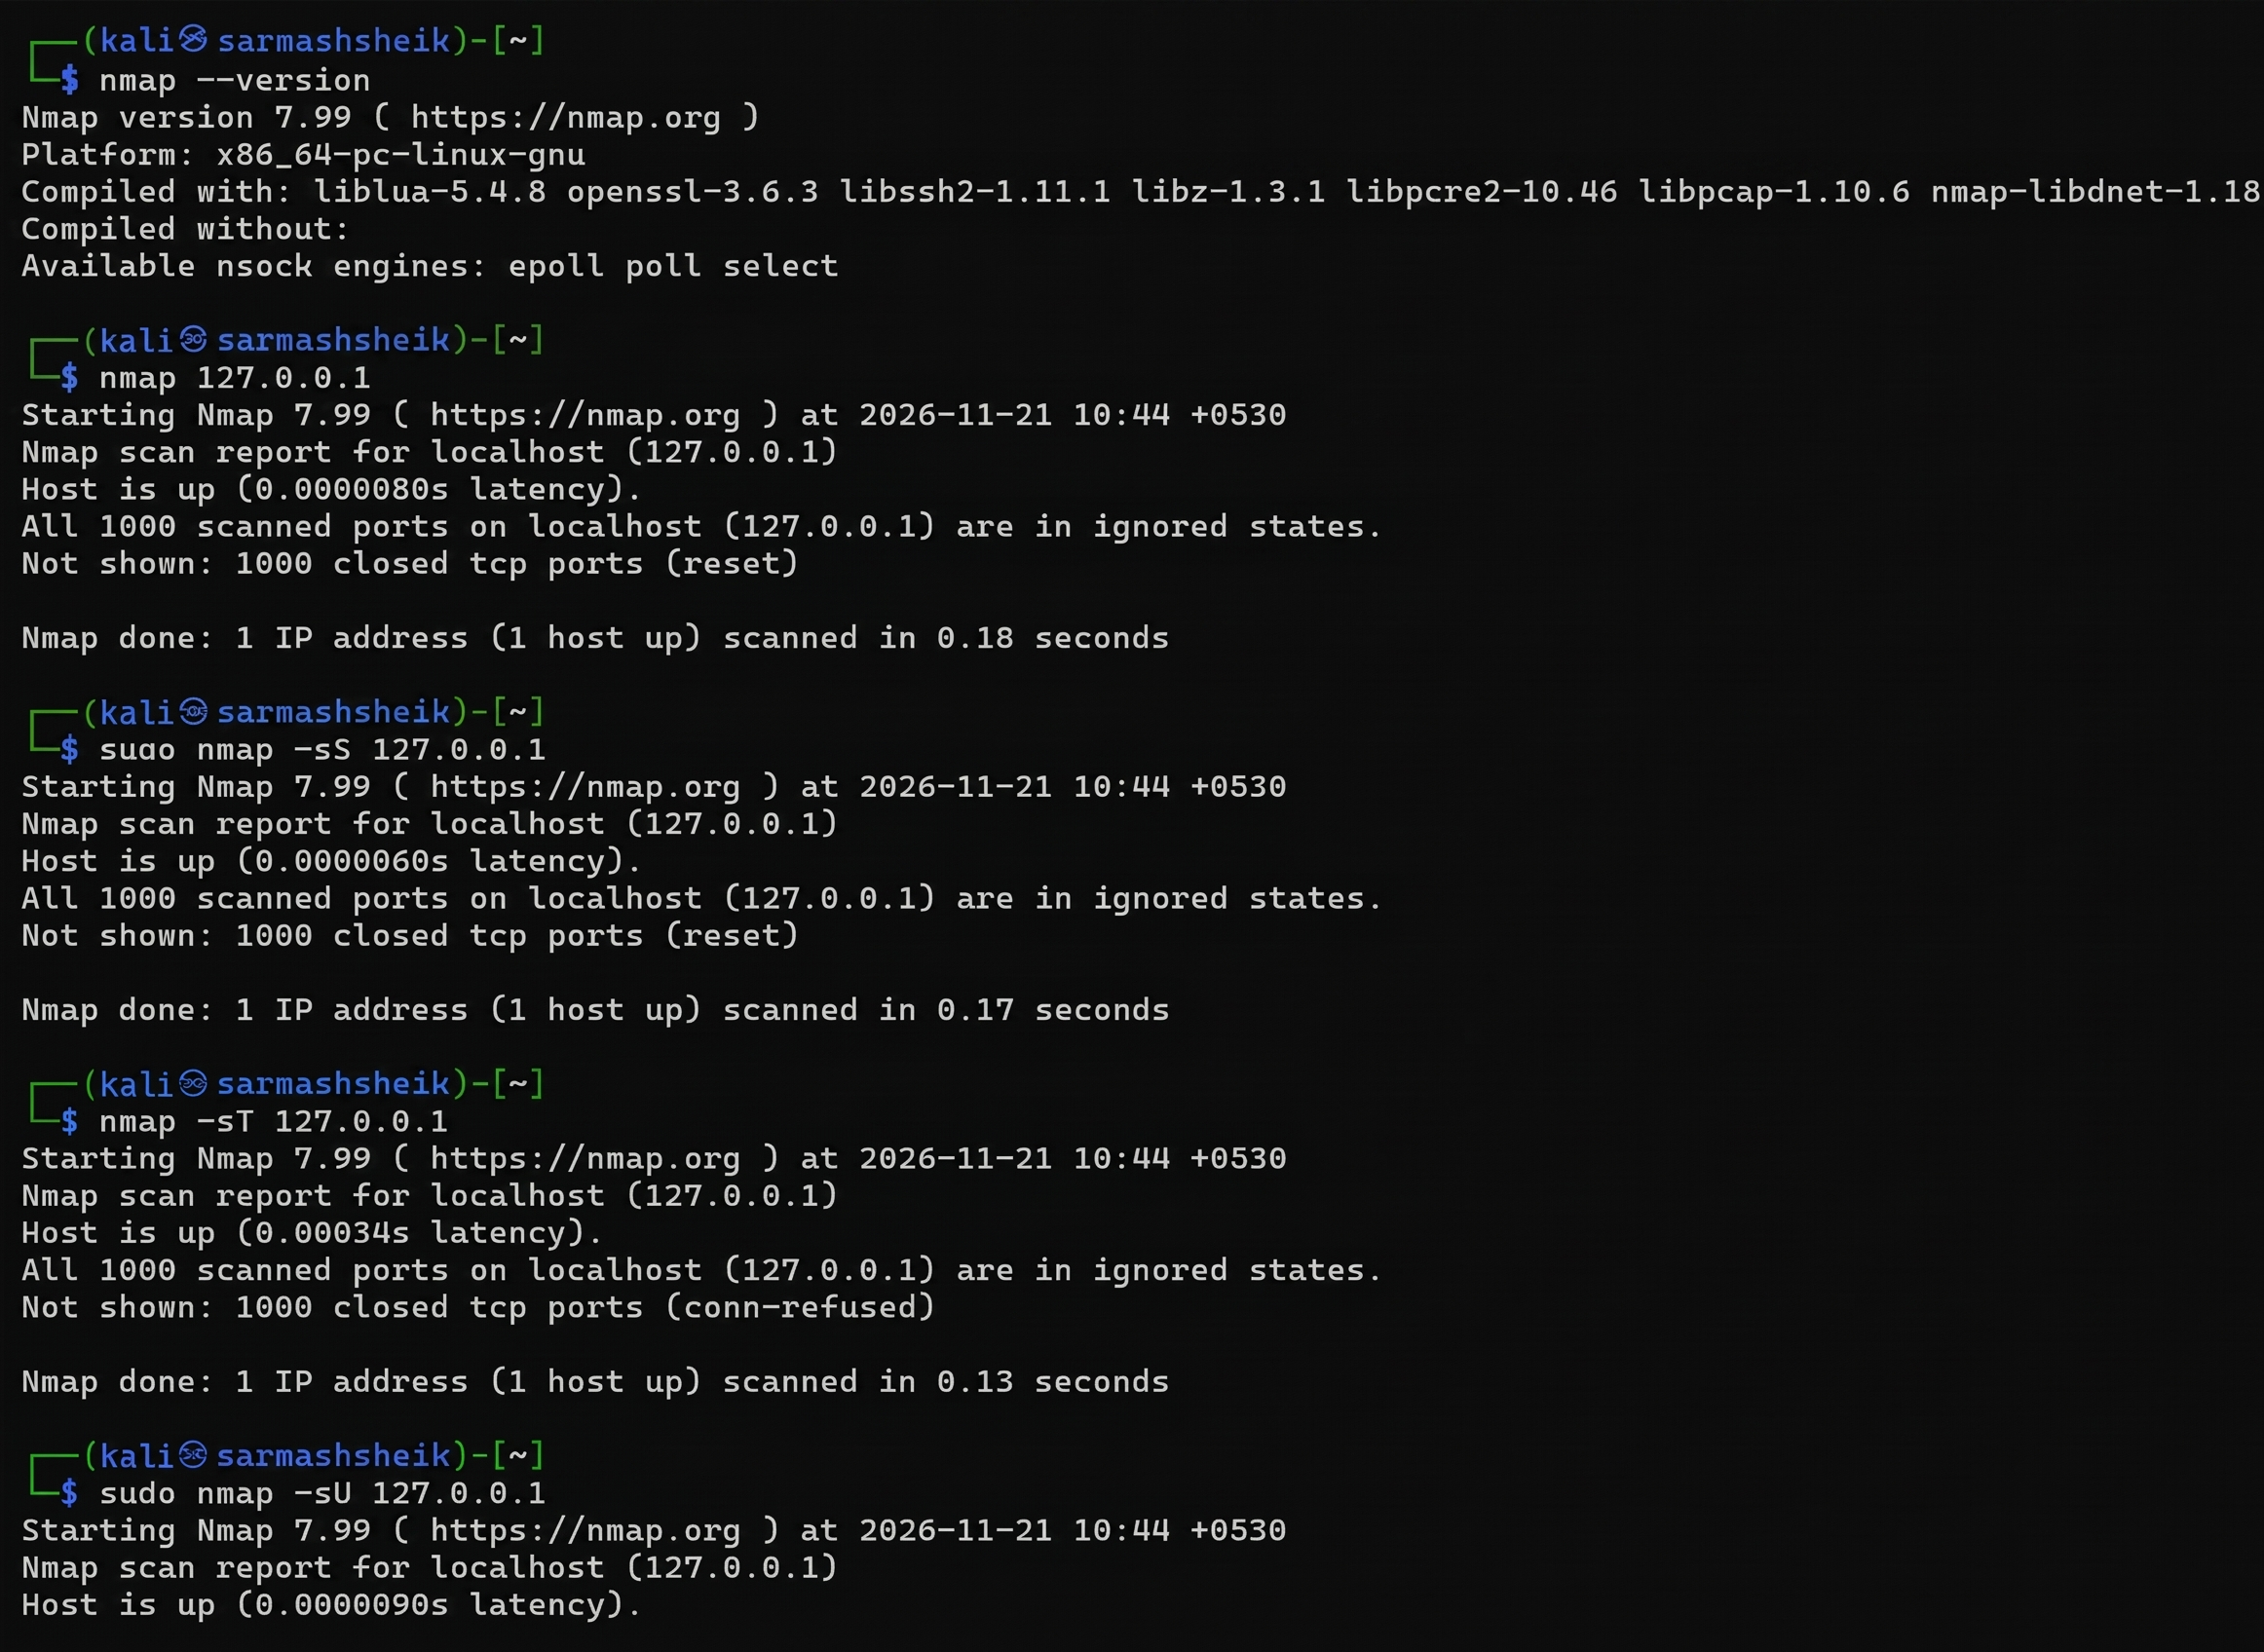 (kali sarmashsheik)-[~]
$ nmap --version
Nmap version 7.99 ( https://nmap.org )
Platform: x86_64-pc-linux-gnu
Compiled with: liblua-5.4.8 openssl-3.6.3 libssh2-1.11.1 libz-1.3.1 libpcre2-10.46 libpcap-1.10.6 nmap-libdnet-1.18
Compiled without:
Available nsock engines: epoll poll select
(kali sarmashsheik)-[~]
$ nmap 127.0.0.1
Starting Nmap 7.99 ( https://nmap.org ) at 2026-11-21 10:44 +0530
Nmap scan report for localhost (127.0.0.1)
Host is up (0.0000080s latency).
All 1000 scanned ports on localhost (127.0.0.1) are in ignored states.
Not shown: 1000 closed tcp ports (reset)
Nmap done: 1 IP address (1 host up) scanned in 0.18 seconds
(kali sarmashsheik)-[~]
$ sugo nmap -sS 127.0.0.1
Starting Nmap 7.99 ( https://nmap.org ) at 2026-11-21 10:44 +0530
Nmap scan report for localhost (127.0.0.1)
Host is up (0.0000060s latency).
All 1000 scanned ports on localhost (127.0.0.1) are in ignored states.
Not shown: 1000 closed tcp ports (reset)
Nmap done: 1 IP address (1 host up) scanned in 0.17 seconds
(kali sarmashsheik)-[~]
$ nmap -sT 127.0.0.1
Starting Nmap 7.99 ( https://nmap.org ) at 2026-11-21 10:44 +0530
Nmap scan report for localhost (127.0.0.1)
Host is up (0.00034s latency).
All 1000 scanned ports on localhost (127.0.0.1) are in ignored states.
Not shown: 1000 closed tcp ports (conn-refused)
Nmap done: 1 IP address (1 host up) scanned in 0.13 seconds
(kali sarmashsheik)-[~]
$ sudo nmap -sU 127.0.0.1
Starting Nmap 7.99 ( https://nmap.org ) at 2026-11-21 10:44 +0530
Nmap scan report for localhost (127.0.0.1)
Host is up (0.0000090s latency).